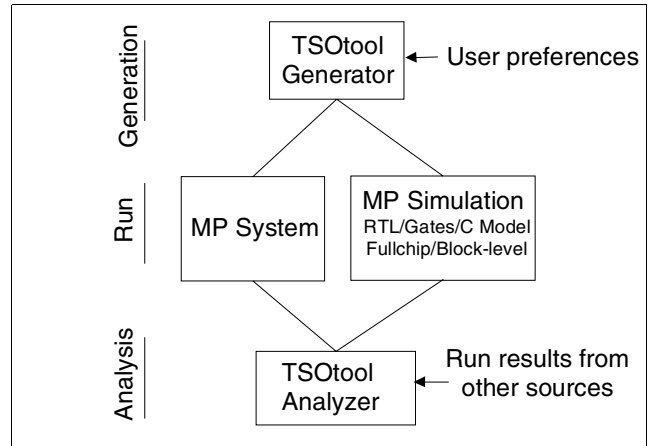 Generation
TSOtool
Generator
User preferences
Run
MP System
MP Simulation
RTL/Gates/C Model
Fullchip/Block-level
Analysis
TSOtool
Analyzer
Run results from
other sources